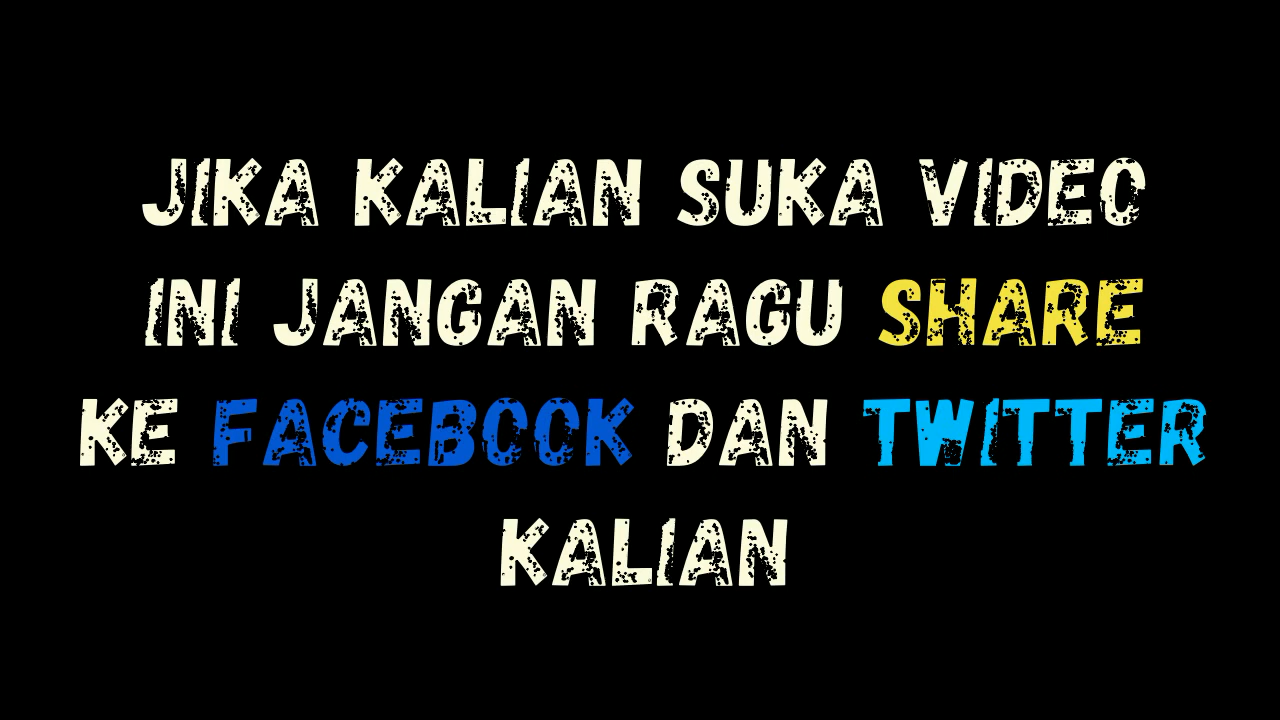 JIKA KALIAN SUKA VIDEO
INI JANGAN RAGU SHARE
KE FACEBOOK DAN TWITTER
KALIAN